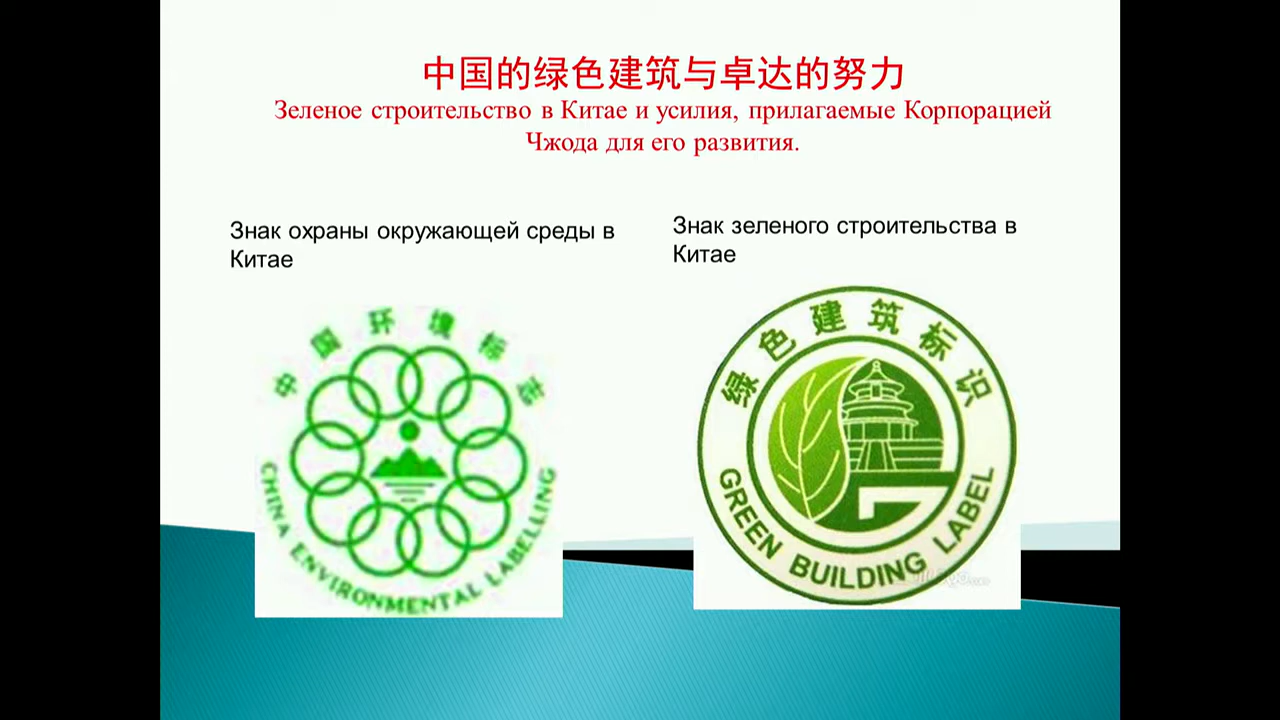 中国的绿色建筑与卓达的努力
Зеленое строительство в Китае и усилия, прилагаемые Корпорацией
Чжода для его развития.
Знак охраны окружающей среды в
Китае
Знак зеленого строительства в
Китае
中国环境标志
CHINA ENVIRONMENTAL LABELLING
绿色建筑标识
GREEN BUILDING LABEL